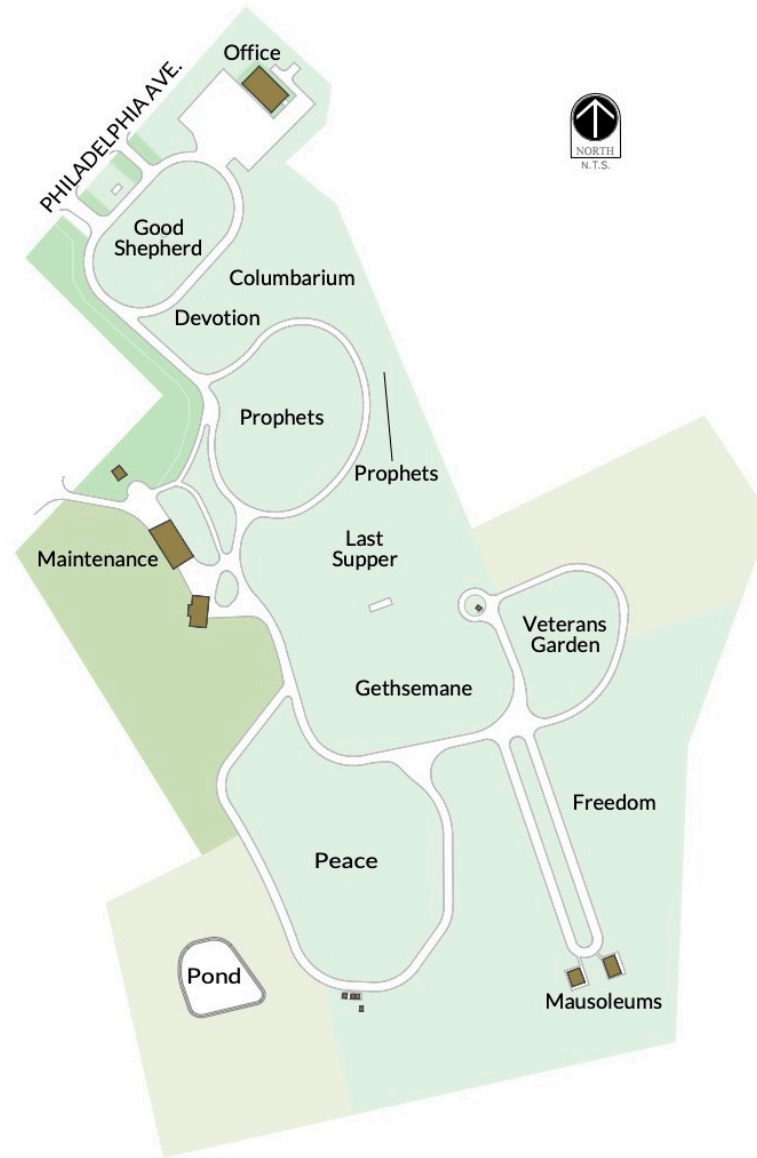 Office
PHILADELPHIA AVE.
NORTH
N.T.S.
Good
Shepherd
Columbarium
Devotion
Prophets
Prophets
Last
Supper
Maintenance
Veterans
Garden
Gethsemane
Freedom
Peace
Pond
Mausoleums